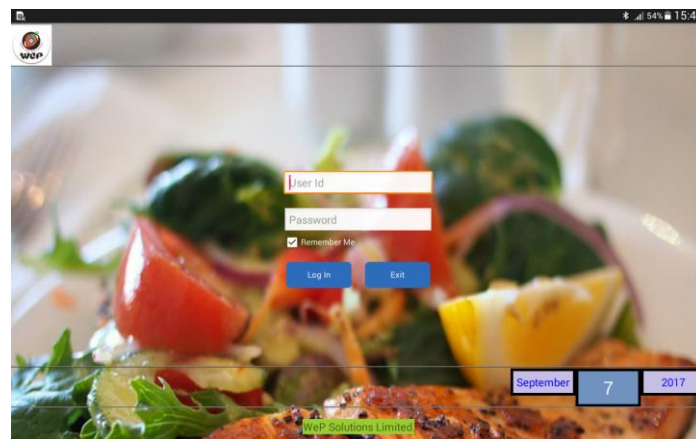 54% 15:4
WeP
User Id
Password
Remember Me
Log In Exit
September 7 2017
WeP Solutions Limited